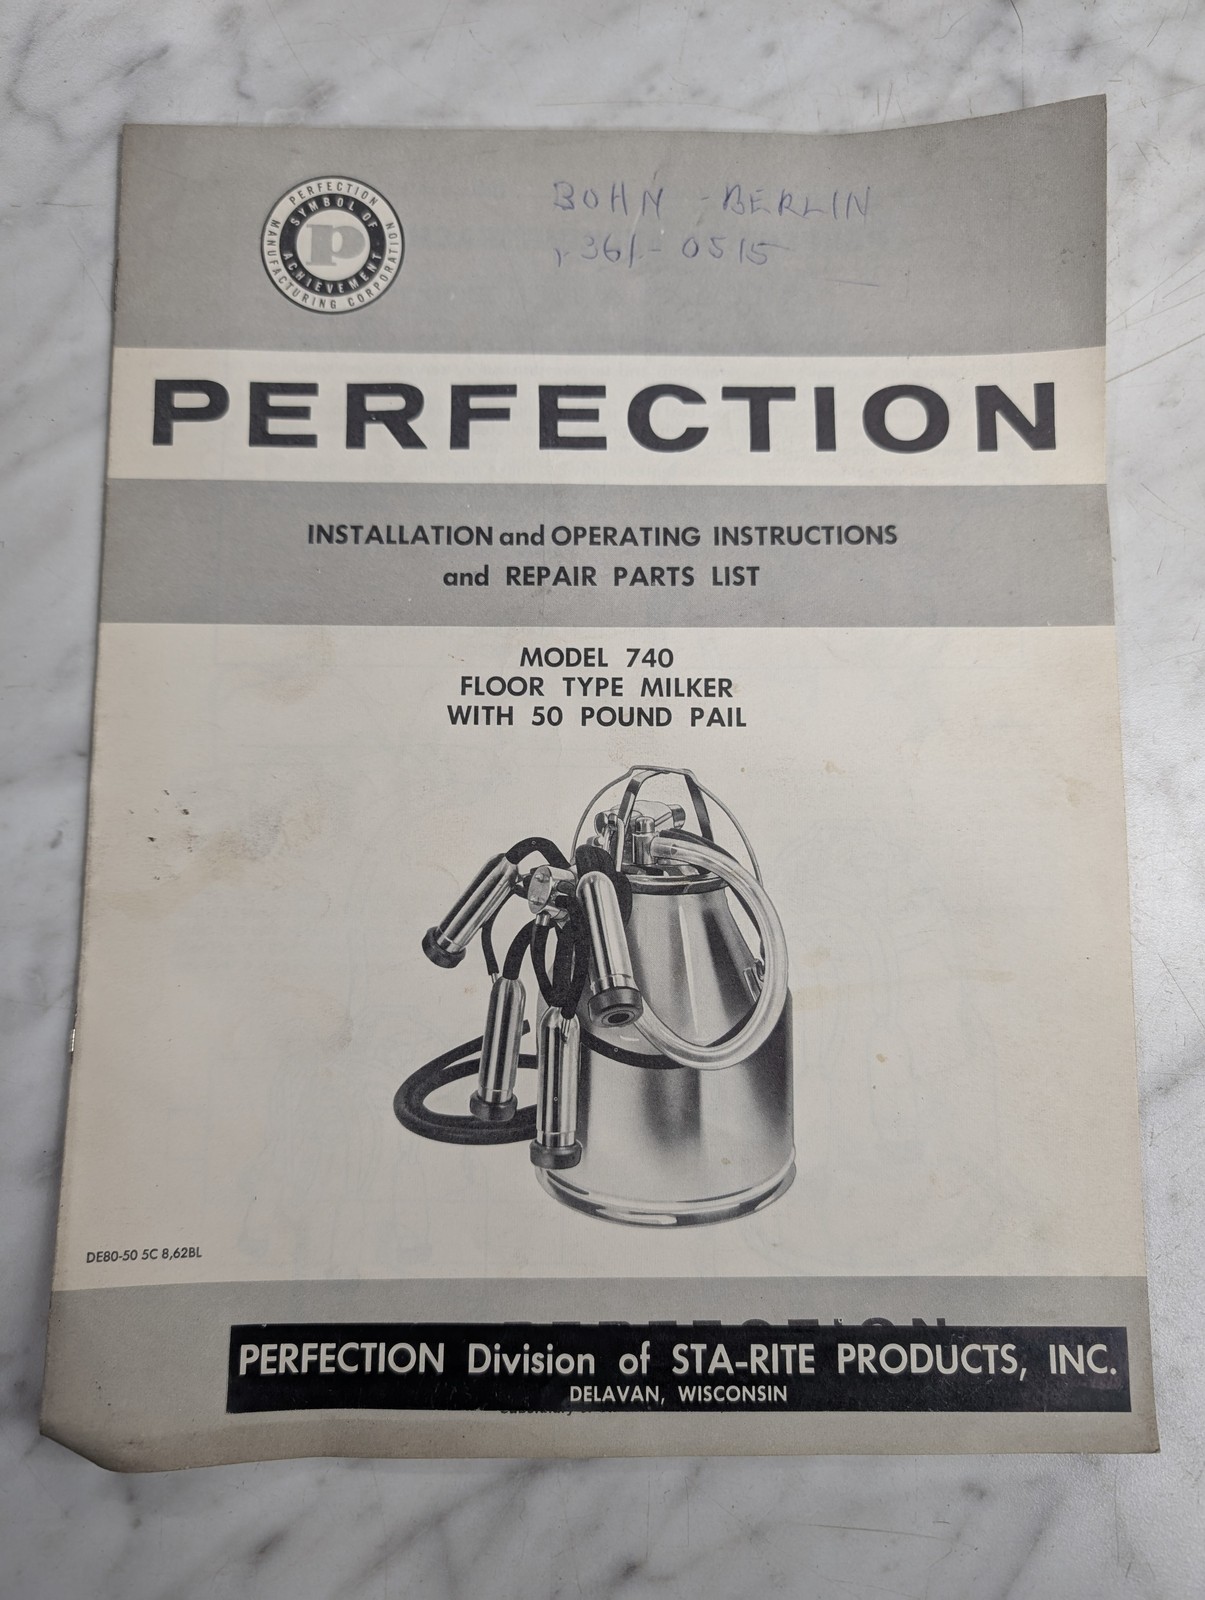 PERFECTION
MANUFACTURING CORPORATION
SYMBOL OF
ACHIEVEMENT
p
BOHN - BERLIN
361-0515
PERFECTION
INSTALLATION and OPERATING INSTRUCTIONS
and REPAIR PARTS LIST
MODEL 740
FLOOR TYPE MILKER
WITH 50 POUND PAIL
DE80-50 5C 8,62BL
PERFECTION
PERFECTION Division of STA-RITE PRODUCTS, INC.
DELAVAN, WISCONSIN